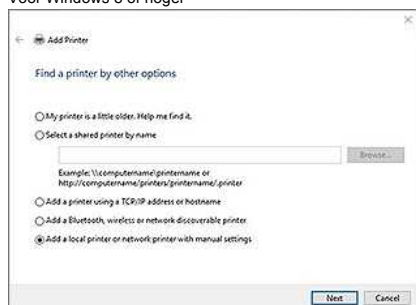 Voor Windows 8 of hoger
Add Printer
Find a printer by other options
My printer is a little older. Help me find it.
Select a shared printer by name
Browse...
Example: \\computername\printername or
http://computername/printers/printername/.printer
Add a printer using a TCP/IP address or hostname
Add a Bluetooth, wireless or network discoverable printer
Add a local printer or network printer with manual settings
Next Cancel